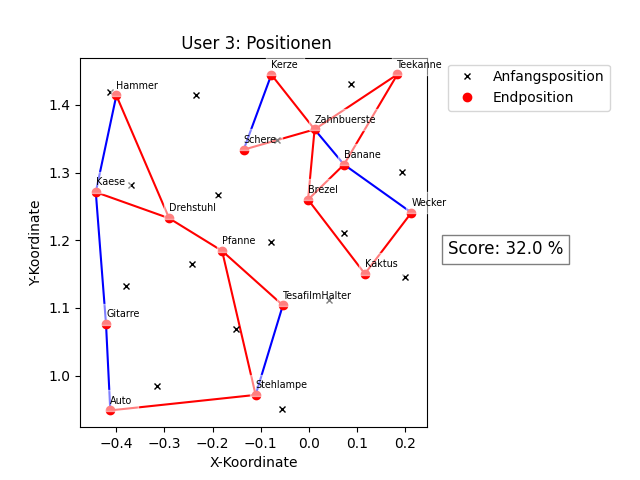 User 3: Positionen
Anfangsposition
Endposition
Kerze
Teekanne
Hammer
Zahnbuerste
Schere
Banane
Kaese
Brezel
Wecker
Drehstuhl
Pfanne
Kaktus
TesafilmHalter
Gitarre
Stehlampe
Auto
Score: 32.0 %
Y-Koordinate
1.4
1.3
1.2
1.1
1.0
−0.4
−0.3
−0.2
−0.1
0.0
0.1
0.2
X-Koordinate